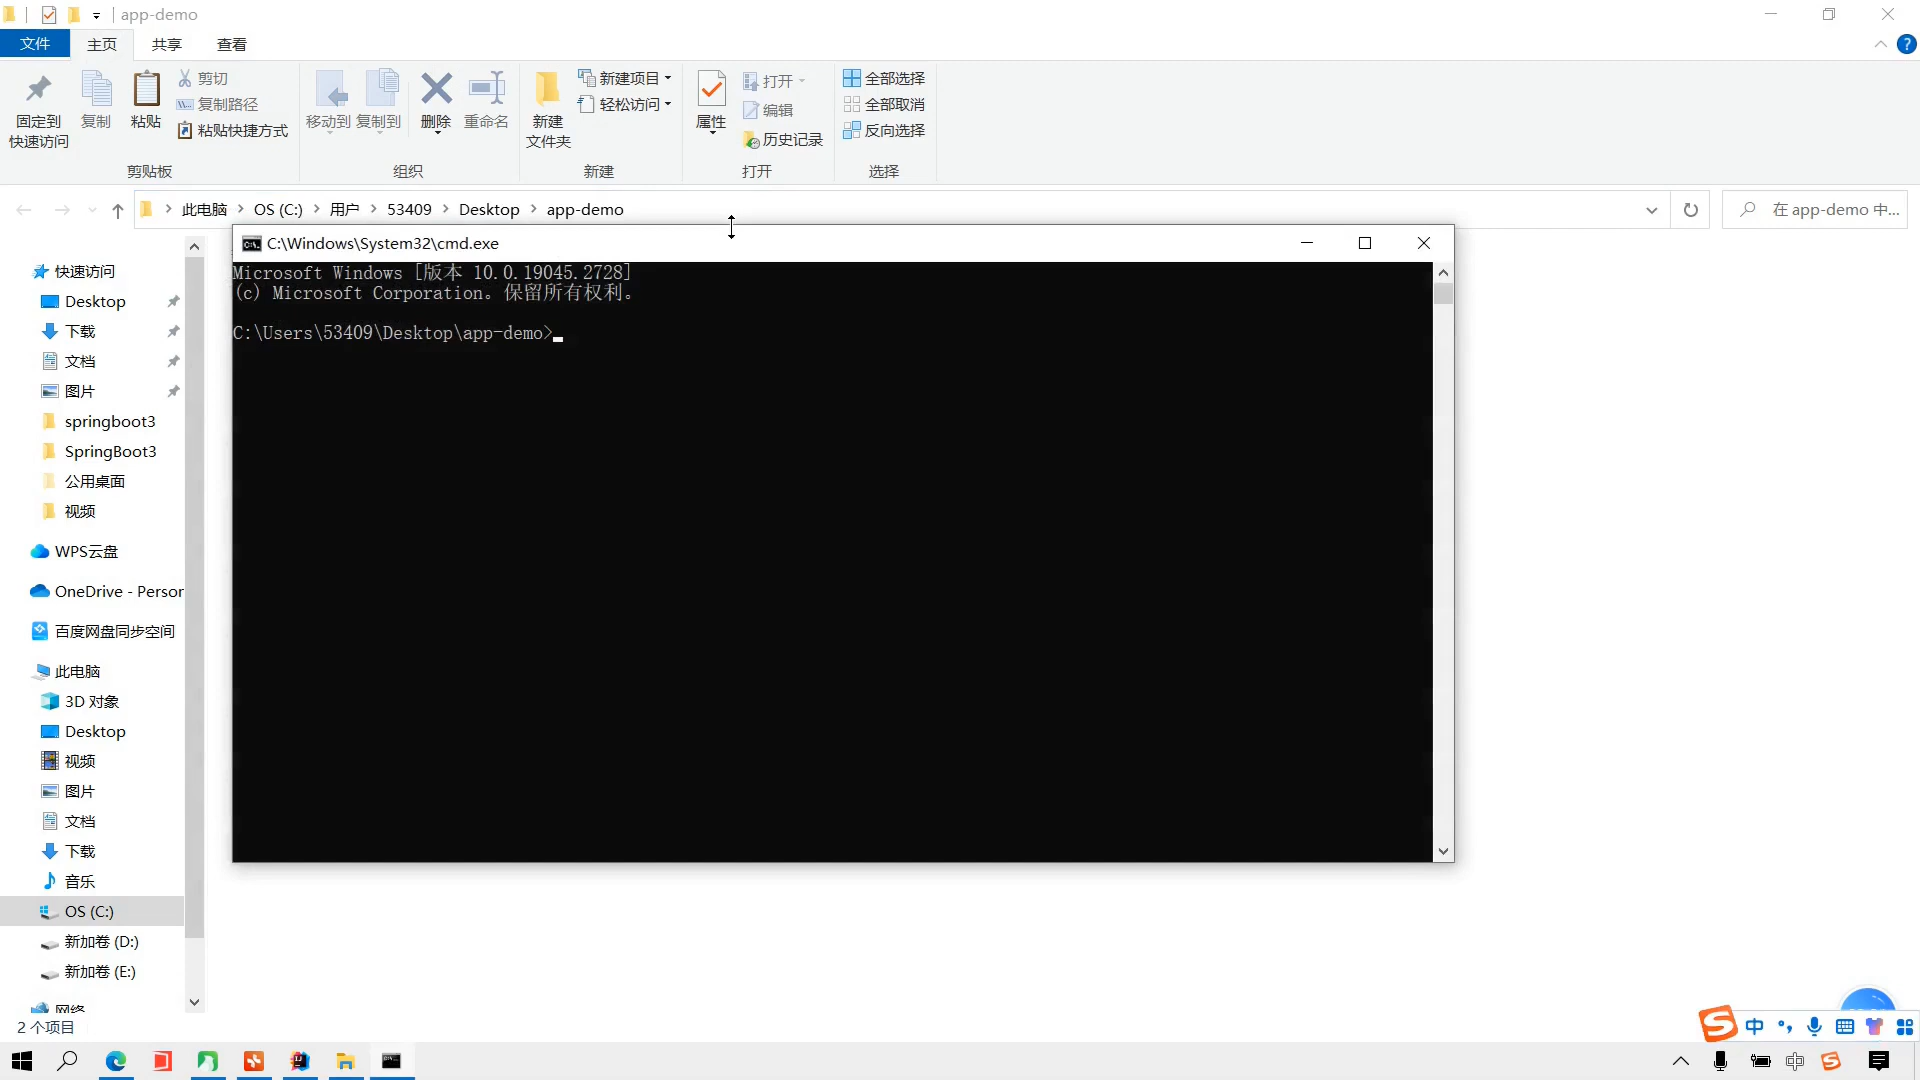 app-demo
文件 主页 共享 查看
固定到
快速访问
复制
粘贴
剪切
复制路径
粘贴快捷方式
剪贴板
移动到
复制到
删除
重命名
组织
新建
文件夹
新建项目
轻松访问
新建
属性
打开
编辑
历史记录
打开
全部选择
全部取消
反向选择
选择
此电脑 OS (C:) 用户 53409 Desktop app-demo
在 app-demo 中...
C:\Windows\System32\cmd.exe
Microsoft Windows [版本 10.0.19045.2728]
(c) Microsoft Corporation。保留所有权利。
C:\Users\53409\Desktop\app-demo>
快速访问
Desktop
下载
文档
图片
springboot3
SpringBoot3
公用桌面
视频
WPS云盘
OneDrive - Person
百度网盘同步空间
此电脑
3D 对象
Desktop
视频
图片
文档
下载
音乐
OS (C:)
新加卷 (D:)
新加卷 (E:)
网络
2 个项目
中
中